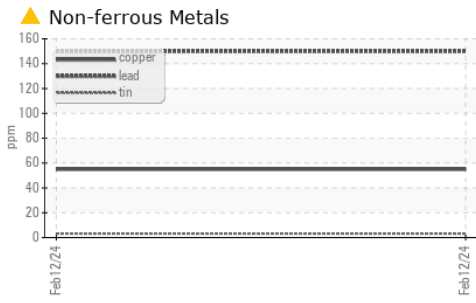 Non-ferrous Metals
160
140
120
100
80
60
40
20
0
ppm
copper
lead
tin
Feb12/24
Feb12/24